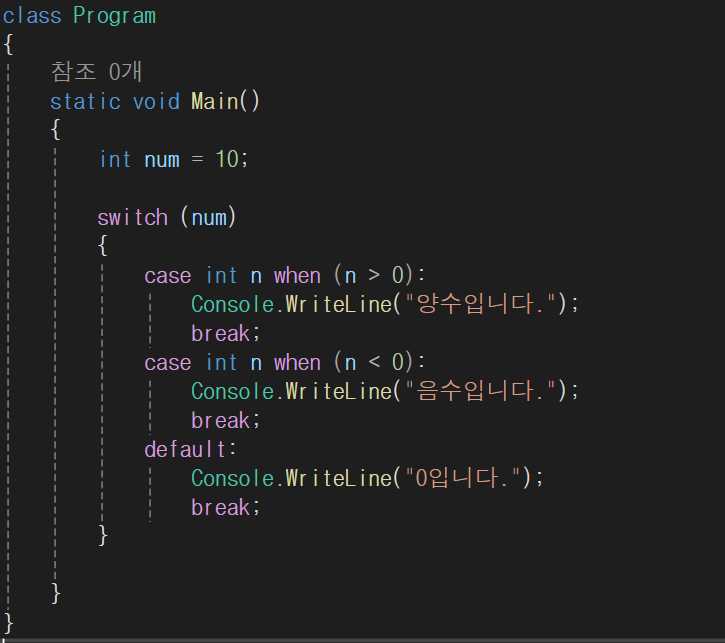 class Program
{
참조 0개
static void Main()
{
int num = 10;
switch (num)
{
case int n when (n > 0):
Console.WriteLine("양수입니다.");
break;
case int n when (n < 0):
Console.WriteLine("음수입니다.");
break;
default:
Console.WriteLine("0입니다.");
break;
}
}
}